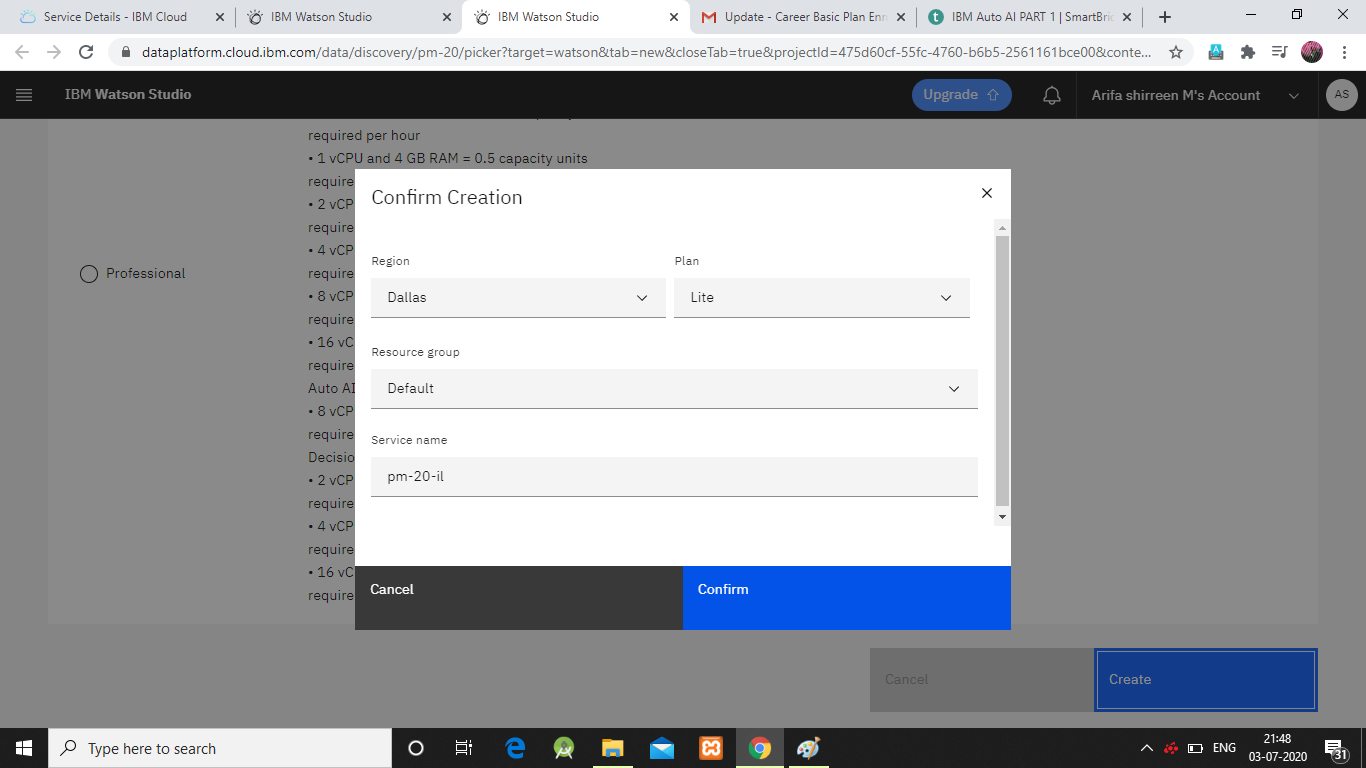 Service Details - IBM Cloud
IBM Watson Studio
IBM Watson Studio
Update - Career Basic Plan Enr
IBM Auto AI PART 1 | SmartBri
dataplatform.cloud.ibm.com/data/discovery/pm-20/picker?target=watson&tab=new&closeTab=true&projectId=475d60cf-55fc-4760-b6b5-2561161bce00&conte...
IBM Watson Studio
Upgrade
Arifa shirreen M's Account
AS
required per hour
• 1 vCPU and 4 GB RAM = 0.5 capacity units
require
• 2 vCP
require
• 4 vCP
Professional
require
• 8 vCP
require
• 16 vC
require
Auto AI
• 8 vCP
require
Decisio
• 2 vCP
require
• 4 vCP
require
• 16 vC
require
Confirm Creation
Region
Plan
Dallas
Lite
Resource group
Default
Service name
pm-20-il
Cancel
Confirm
Cancel
Create
Type here to search
ENG
21:48
03-07-2020
31